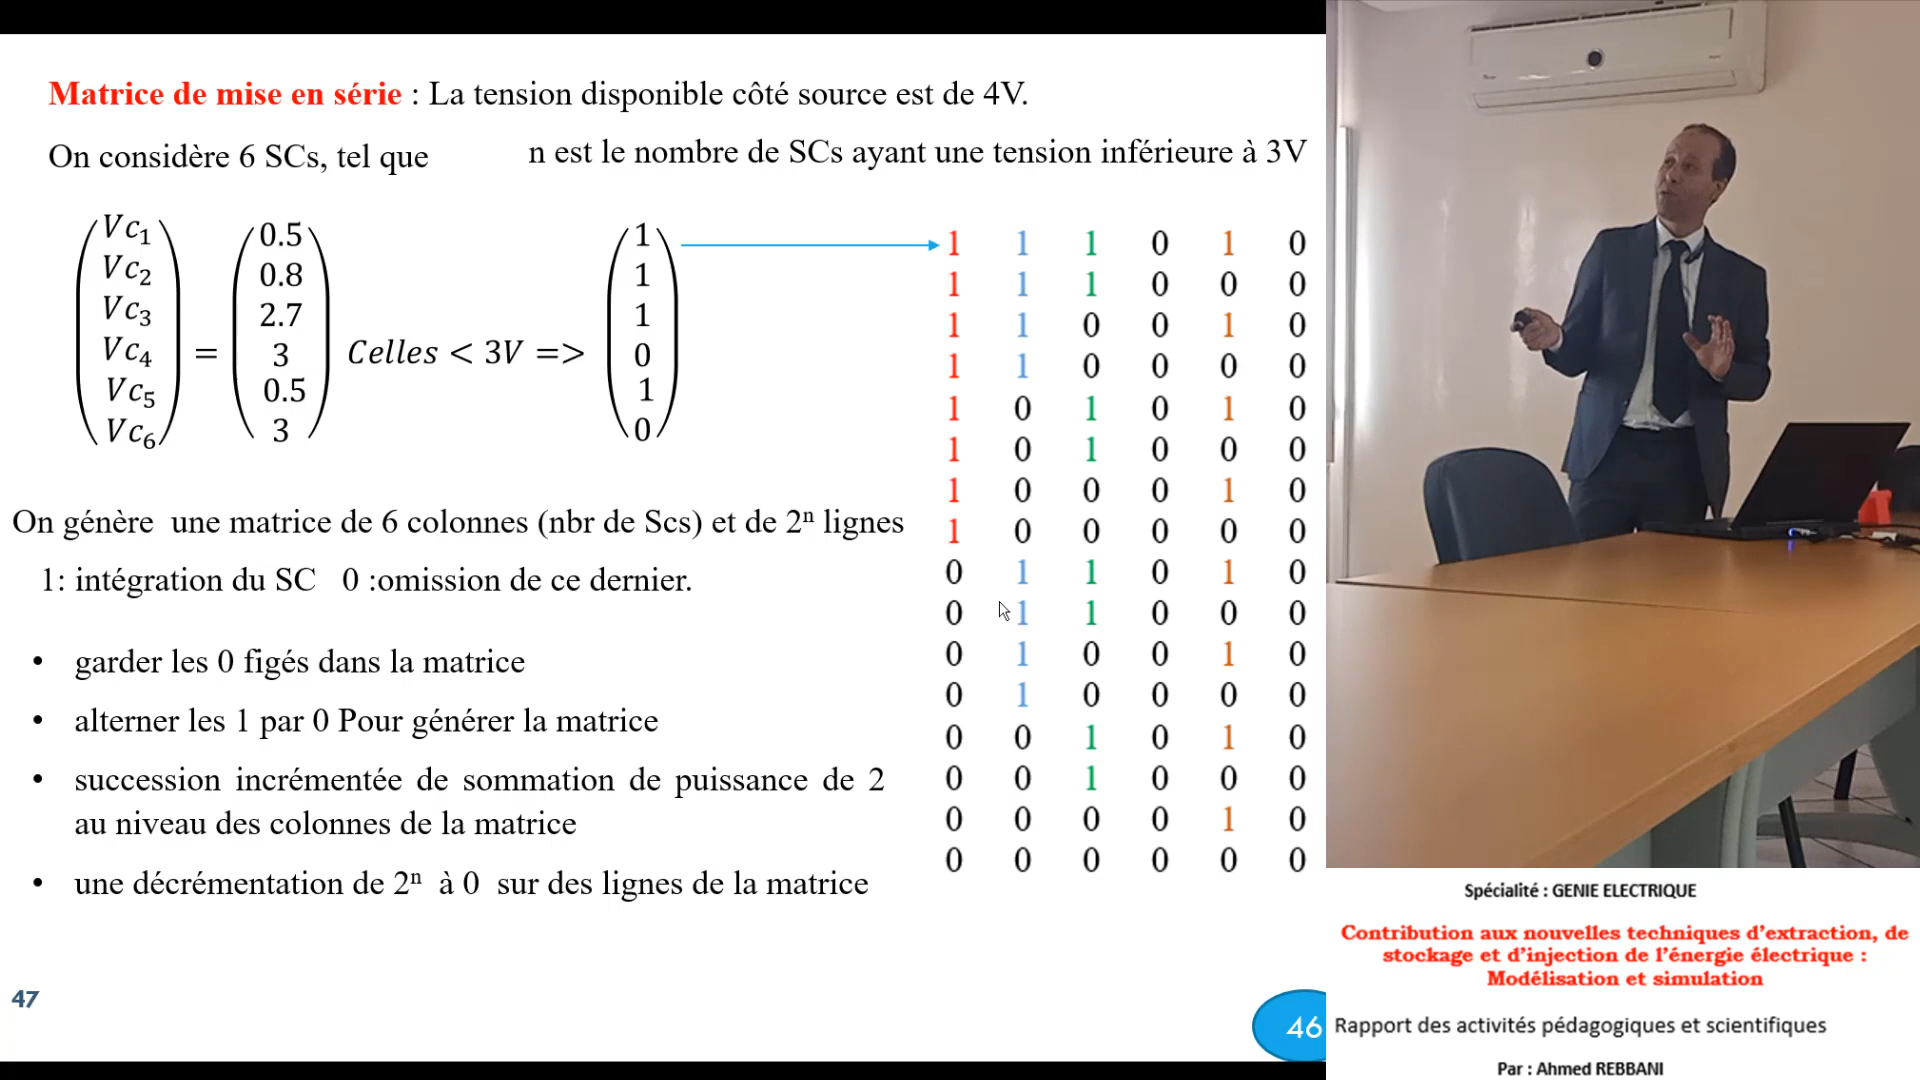 Matrice de mise en série : La tension disponible côté source est de 4V.
On considère 6 SCs, tel que
n est le nombre de SCs ayant une tension inférieure à 3V
Vc₁
Vc₂
Vc₃
Vc₄
Vc₅
Vc₆
=
0.5
0.8
2.7
3
0.5
3
Celles < 3V =>
1
1
1
0
1
0
1 1 1 0 1 0
1 1 1 0 0 0
1 1 0 0 1 0
1 1 0 0 0 0
1 0 1 0 1 0
1 0 1 0 0 0
1 0 0 0 1 0
1 0 0 0 0 0
0 1 1 0 1 0
0 1 1 0 0 0
0 1 0 0 1 0
0 1 0 0 0 0
0 0 1 0 1 0
0 0 1 0 0 0
0 0 0 0 1 0
0 0 0 0 0 0
On génère une matrice de 6 colonnes (nbr de Scs) et de 2ⁿ lignes
1: intégration du SC 0 :omission de ce dernier.
• garder les 0 figés dans la matrice
• alterner les 1 par 0 Pour générer la matrice
• succession incrémentée de sommation de puissance de 2
au niveau des colonnes de la matrice
• une décrémentation de 2ⁿ à 0 sur des lignes de la matrice
47
46
Spécialité : GENIE ELECTRIQUE
Contribution aux nouvelles techniques d'extraction, de
stockage et d'injection de l'énergie électrique :
Modélisation et simulation
Rapport des activités pédagogiques et scientifiques
Par : Ahmed REBBANI